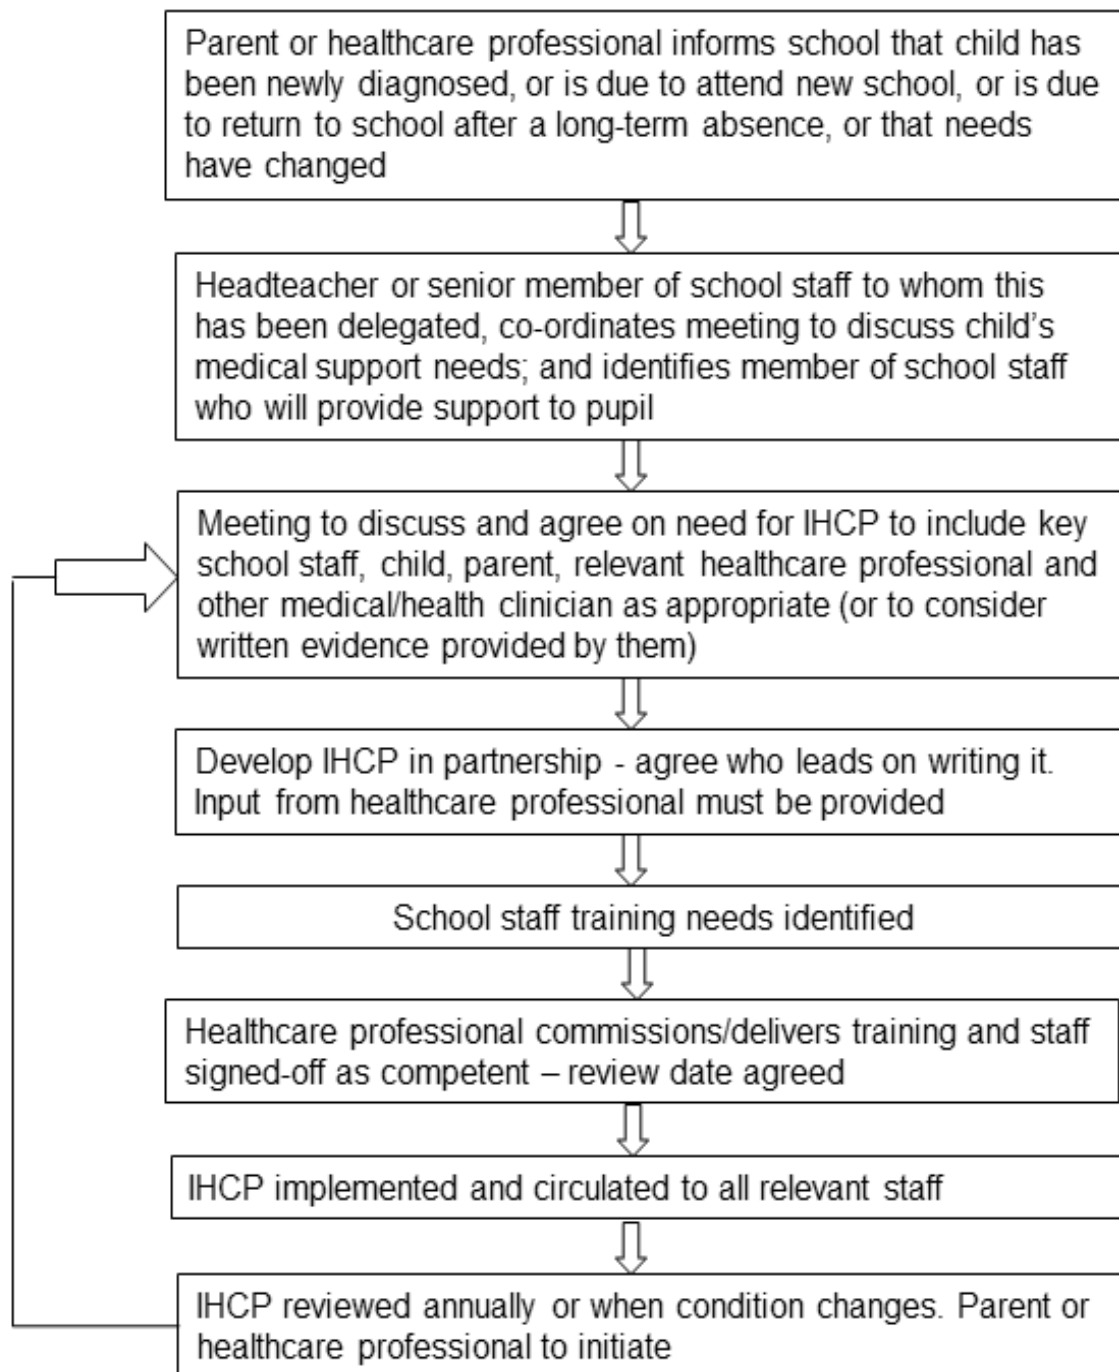 Parent or healthcare professional informs school that child has
been newly diagnosed, or is due to attend new school, or is due
to return to school after a long-term absence, or that needs
have changed
Headteacher or senior member of school staff to whom this
has been delegated, co-ordinates meeting to discuss child's
medical support needs; and identifies member of school staff
who will provide support to pupil
Meeting to discuss and agree on need for IHCP to include key
school staff, child, parent, relevant healthcare professional and
other medical/health clinician as appropriate (or to consider
written evidence provided by them)
Develop IHCP in partnership - agree who leads on writing it.
Input from healthcare professional must be provided
School staff training needs identified
Healthcare professional commissions/delivers training and staff
signed-off as competent – review date agreed
IHCP implemented and circulated to all relevant staff
IHCP reviewed annually or when condition changes. Parent or
healthcare professional to initiate